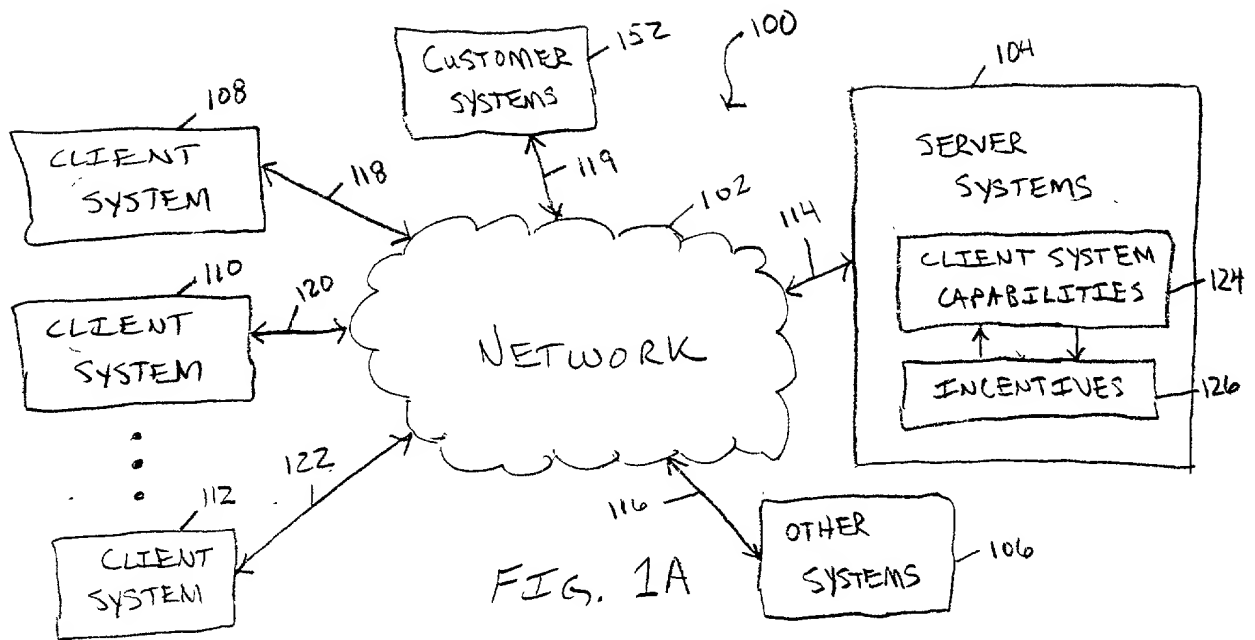 CUSTOMER
SYSTEMS
152
100
104
108
CLIENT
SYSTEM
118
119
102
114
SERVER
SYSTEMS
CLIENT SYSTEM
CAPABILITIES
124
110
CLIENT
SYSTEM
120
NETWORK
INCENTIVES
126
122
112
CLIENT
SYSTEM
116
OTHER
SYSTEMS
106
FIG. 1A